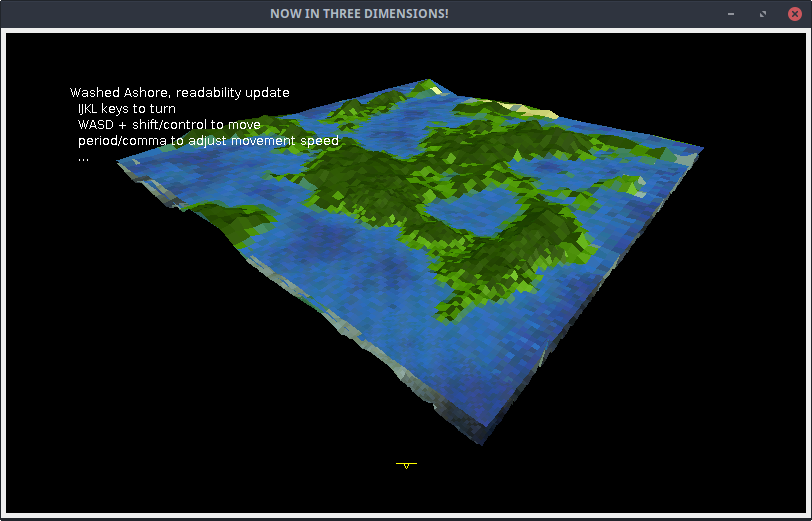 NOW IN THREE DIMENSIONS!
Washed Ashore, readability update
IJKL keys to turn
WASD + shift/control to move
period/comma to adjust movement speed
...